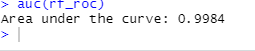 > auc(rf_roc)
Area under the curve: 0.9984
>